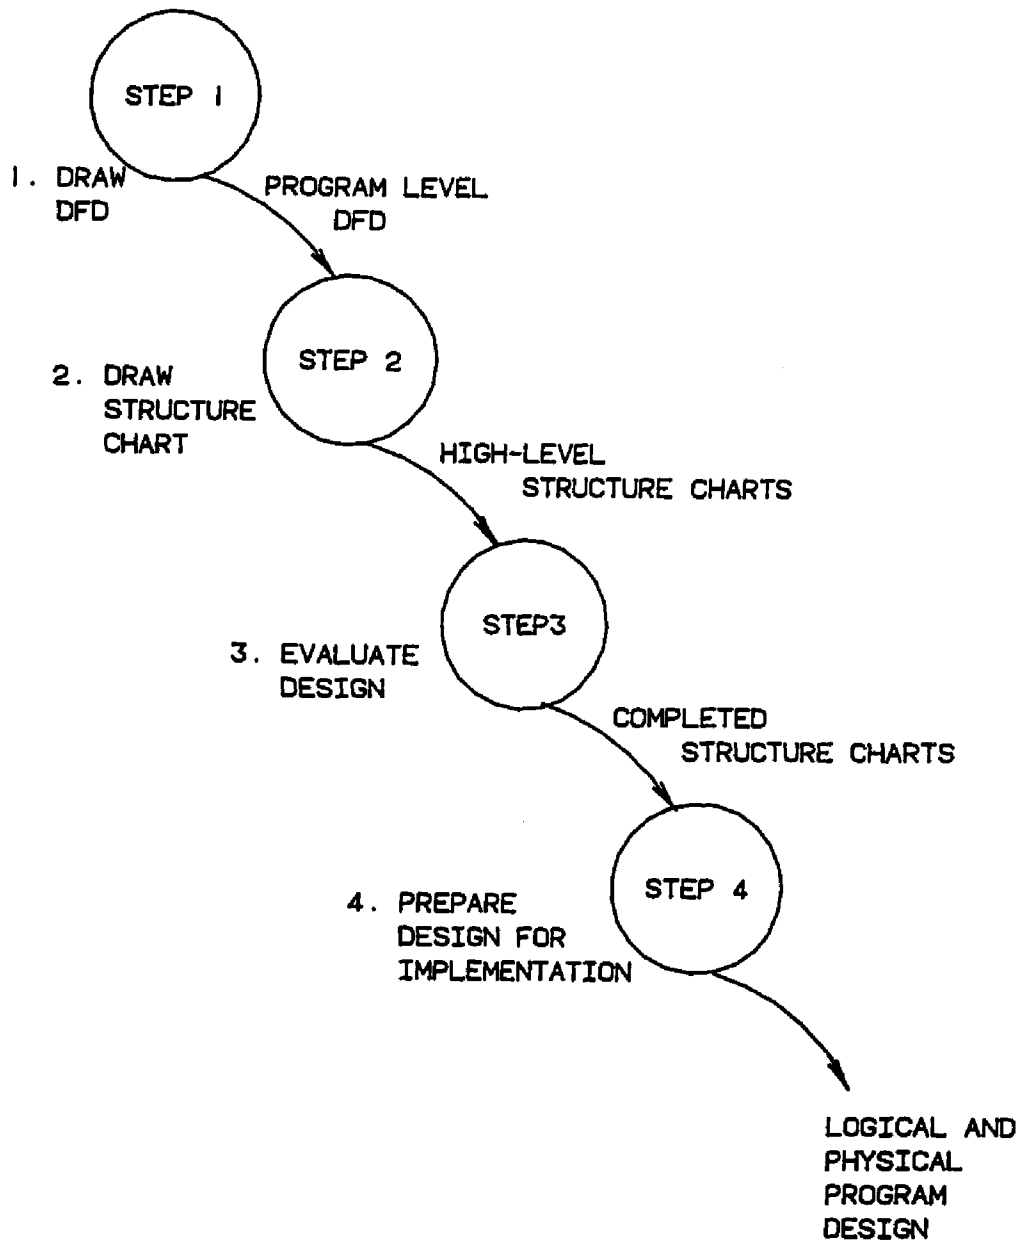 STEP 1
1. DRAW
DFD
PROGRAM LEVEL
DFD
STEP 2
2. DRAW
STRUCTURE
CHART
HIGH-LEVEL
STRUCTURE CHARTS
STEP3
3. EVALUATE
DESIGN
COMPLETED
STRUCTURE CHARTS
STEP 4
4. PREPARE
DESIGN FOR
IMPLEMENTATION
LOGICAL AND
PHYSICAL
PROGRAM
DESIGN